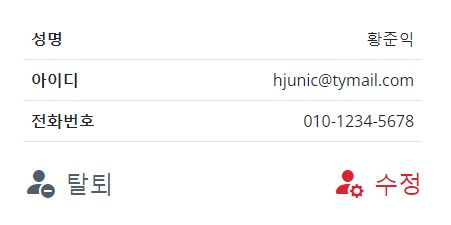 성명 황준익
아이디 hjunic@tymail.com
전화번호 010-1234-5678
탈퇴 수정